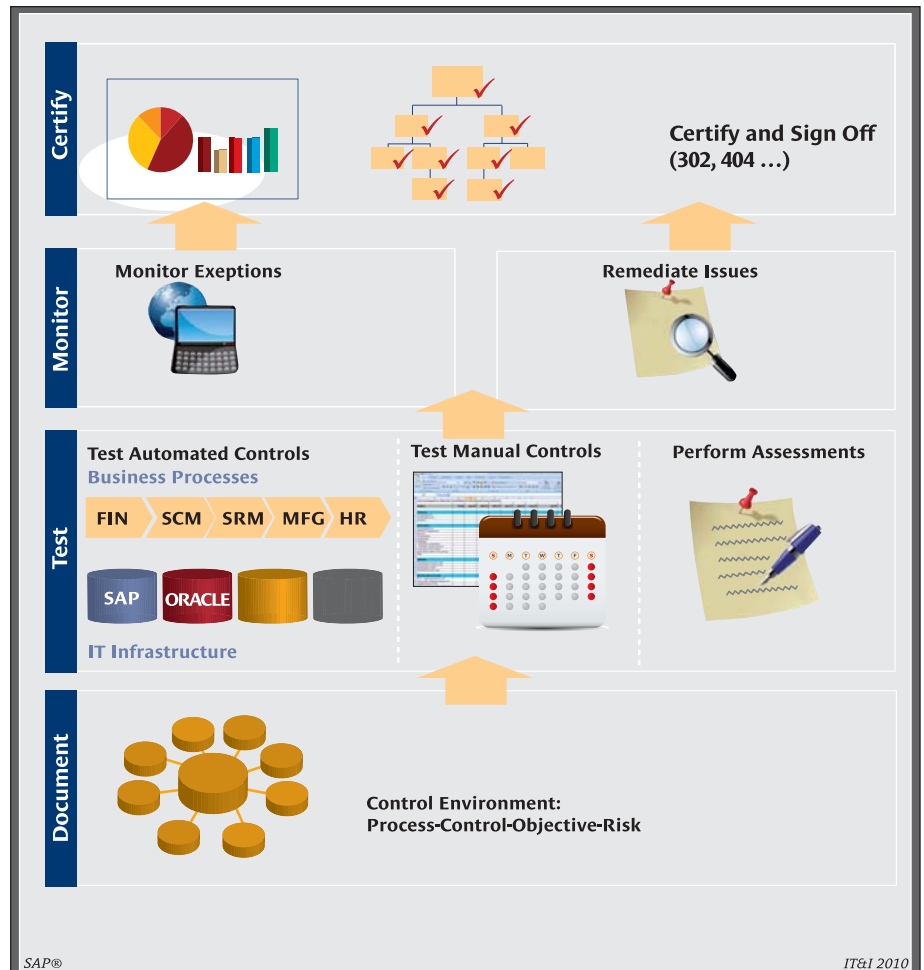 Certify
Certify and Sign Off
(302, 404 ...)
Monitor
Monitor Exeptions
Remediate Issues
Test
Test Automated Controls
Business Processes
FIN SCM SRM MFG HR
SAP ORACLE
IT Infrastructure
Test Manual Controls
S M T W T F S
Perform Assessments
Document
Control Environment:
Process-Control-Objective-Risk
SAP®
IT&I 2010